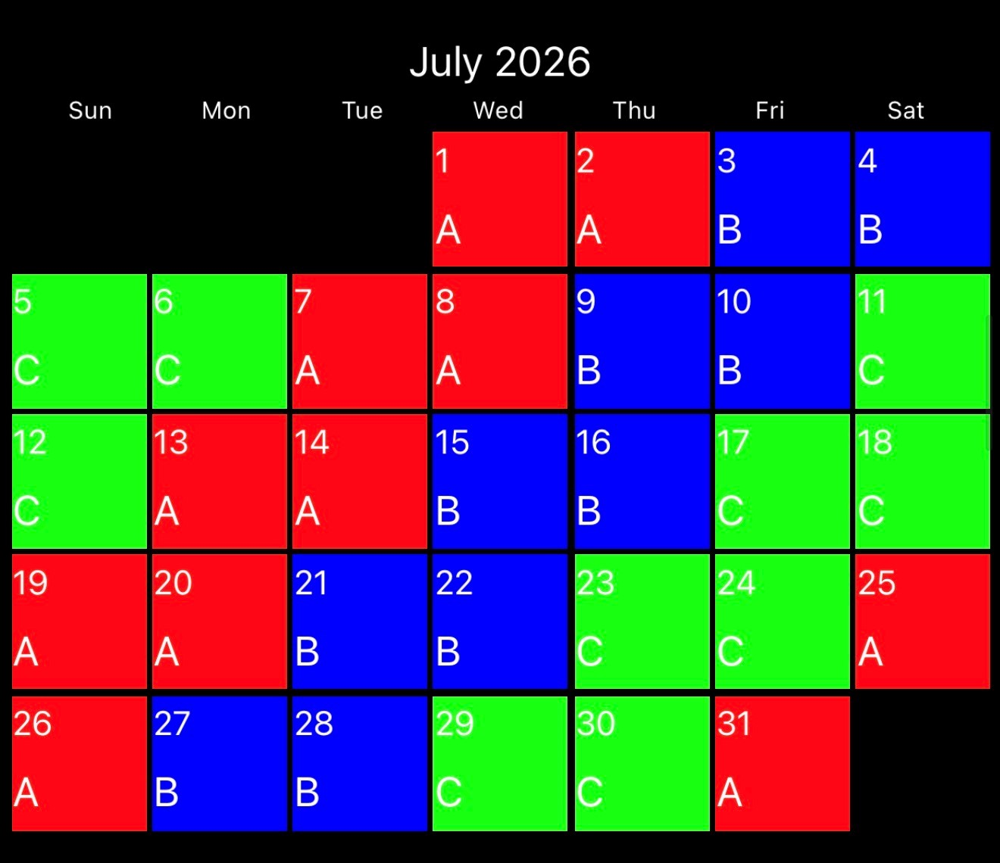 July 2026
Sun Mon Tue Wed Thu Fri Sat
1 2 3 4
A A B B
5 6 7 8 9 10 11
C C A A B B C
12 13 14 15 16 17 18
C A A B B C C
19 20 21 22 23 24 25
A A B B C C A
26 27 28 29 30 31
A B B C C A